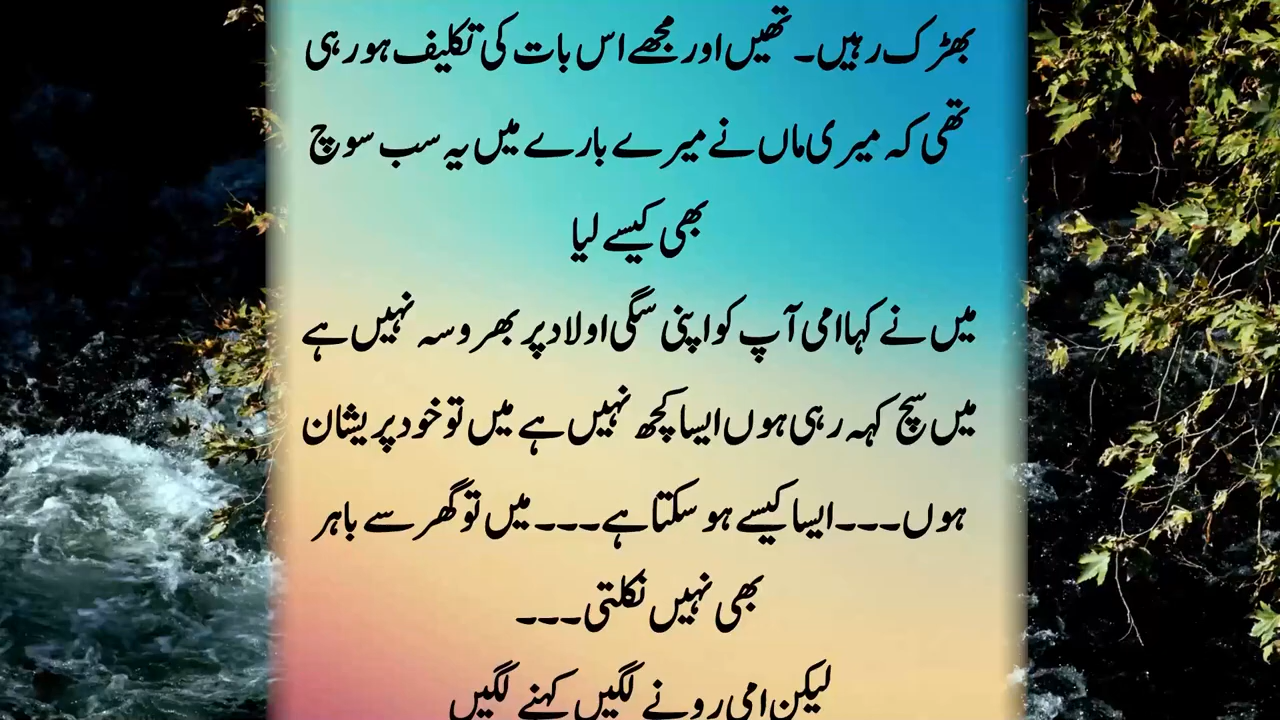 بھڑک رہیں۔ تھیں اور مجھے اس بات کی تکلیف ہو رہی
تھی کہ میری ماں نے میرے بارے میں یہ سب سوچ
بھی کیسے لیا
میں نے کہا امی آپ کو اپنی سگی اولاد پر بھروسہ نہیں ہے
میں سچ کہہ رہی ہوں ایسا کچھ نہیں ہے میں تو خود پریشان
ہوں۔۔۔ ایسا کیسے ہو سکتا ہے۔۔۔ میں تو گھر سے باہر
بھی نہیں نکلتی۔۔۔
لیکن امی رونے لگیں کہنے لگیں